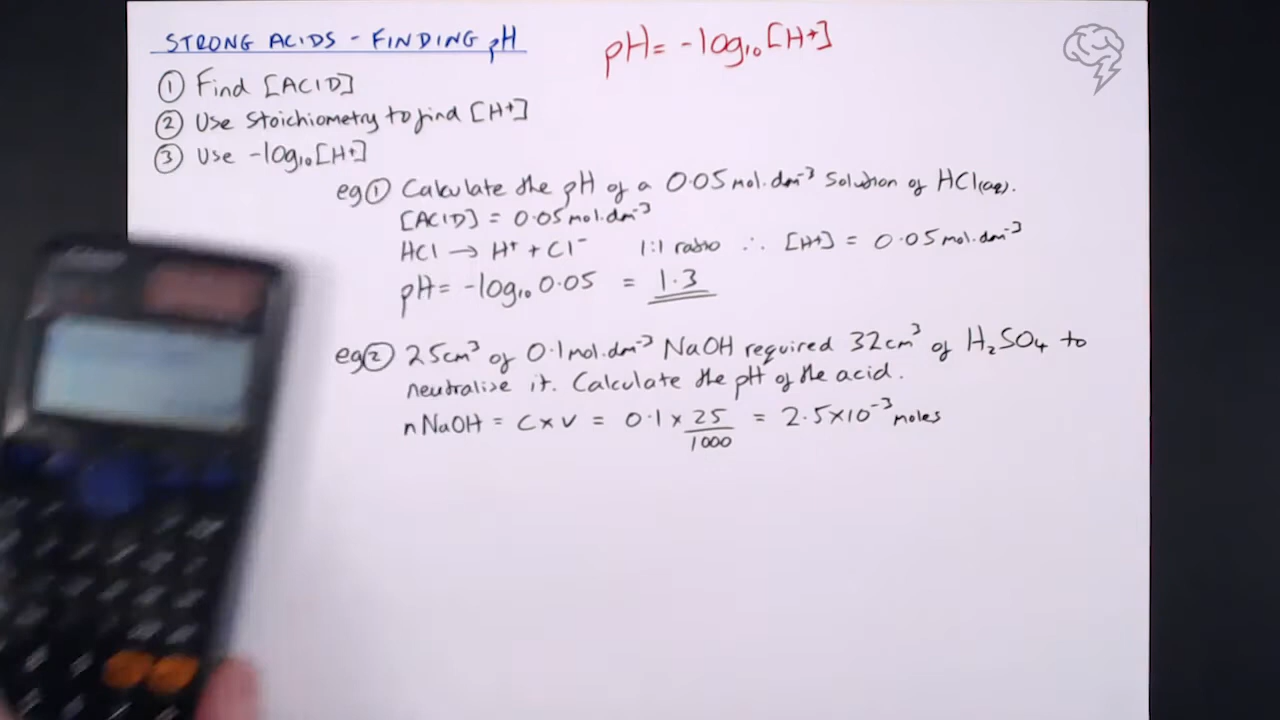 STRONG ACIDS - FINDING pH
pH = -log₁₀[H⁺]
① Find [ACID]
② Use Stoichiometry to find [H⁺]
③ Use -log₁₀[H⁺]
eg① Calculate the pH of a 0.05 mol.dm⁻³ solution of HCl(aq).
[ACID] = 0.05 mol.dm⁻³
HCl → H⁺ + Cl⁻ 1:1 ratio ∴ [H⁺] = 0.05 mol.dm⁻³
pH = -log₁₀ 0.05 = 1.3
eg② 25cm³ of 0.1 mol.dm⁻³ NaOH required 32cm³ of H₂SO₄ to
neutralise it. Calculate the pH of the acid.
nNaOH = C×V = 0.1 × 25/1000 = 2.5×10⁻³ moles